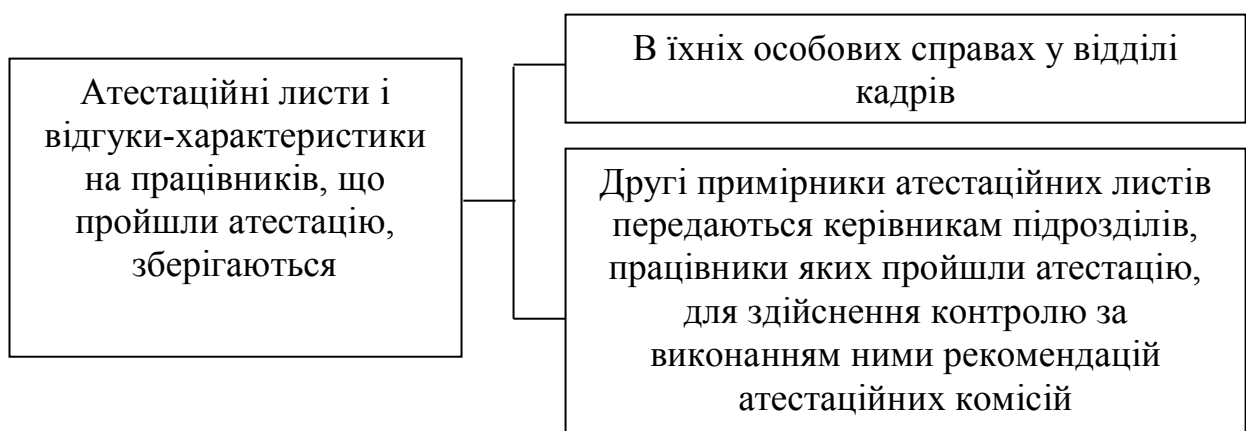 Атестаційні листи і
відгуки-характеристики
на працівників, що
пройшли атестацію,
зберігаються
В їхніх особових справах у відділі
кадрів
Другі примірники атестаційних листів
передаються керівникам підрозділів,
працівники яких пройшли атестацію,
для здійснення контролю за
виконанням ними рекомендацій
атестаційних комісій